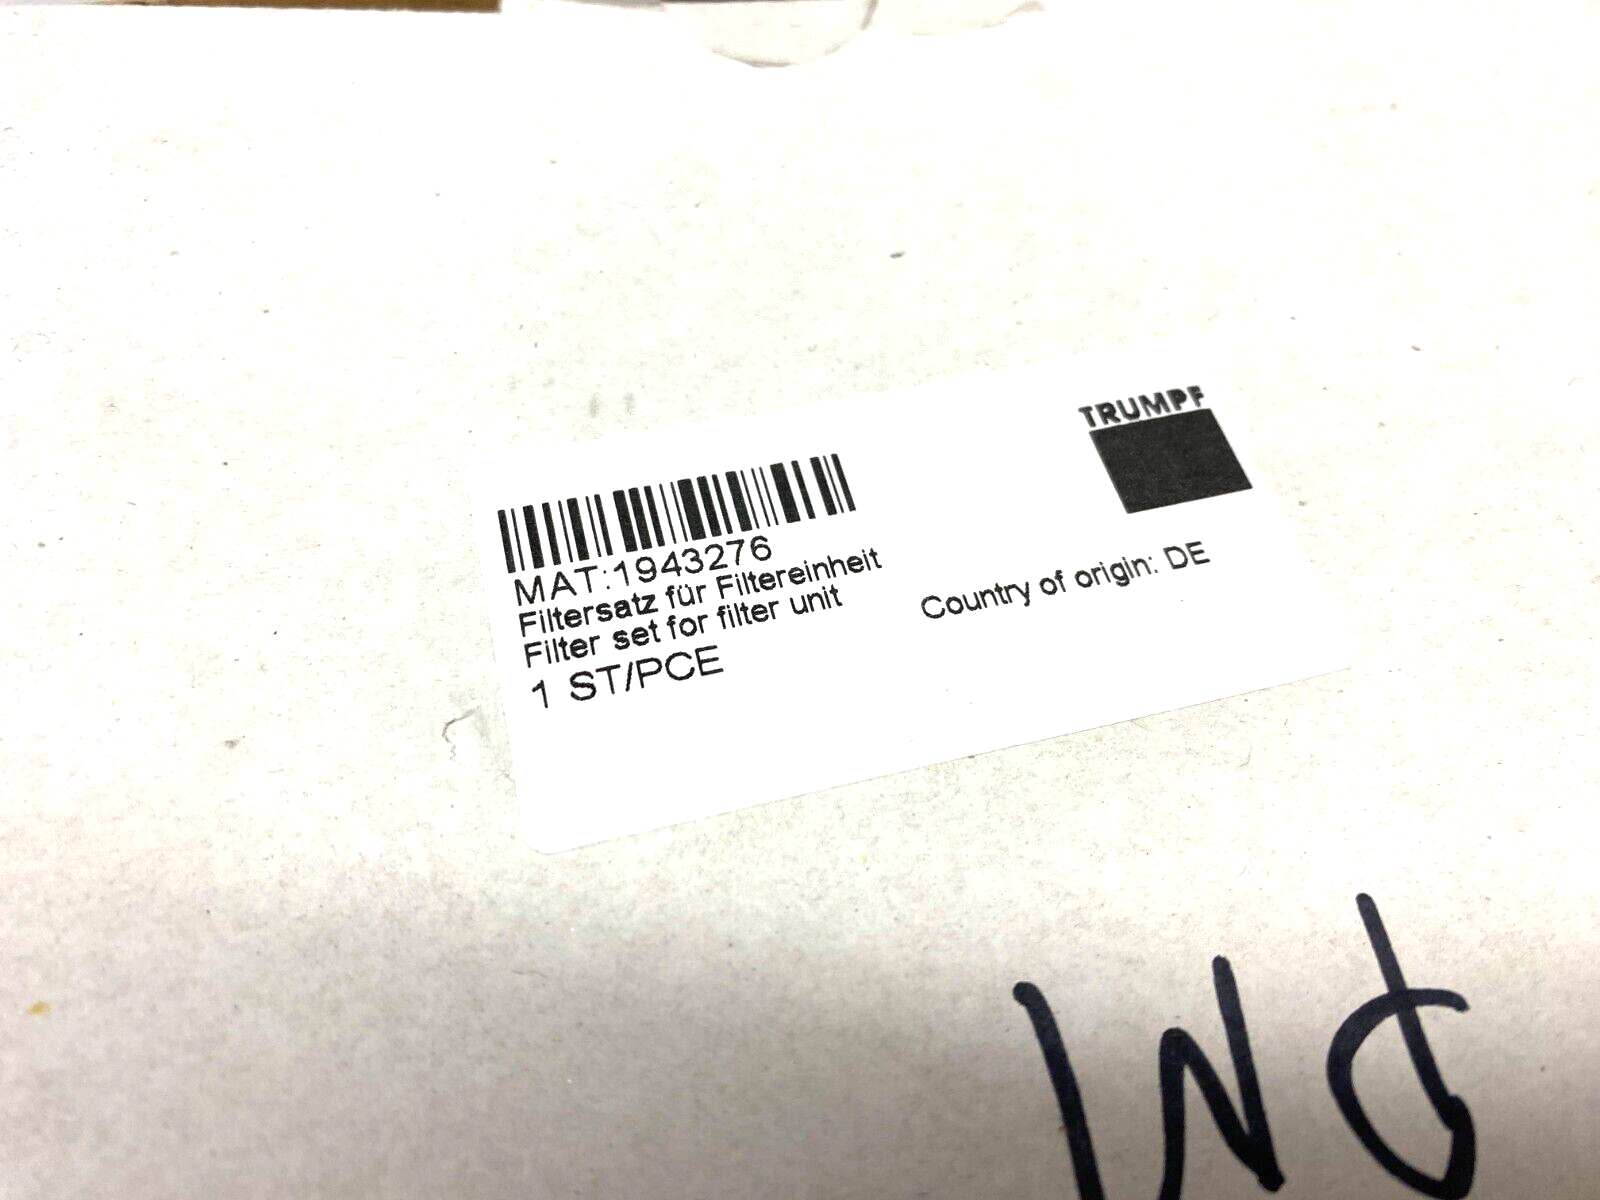 TRUMPF
MAT:1943276
Filtersatz für Filtereinheit
Filter set for filter unit
1 ST/PCE
Country of origin: DE